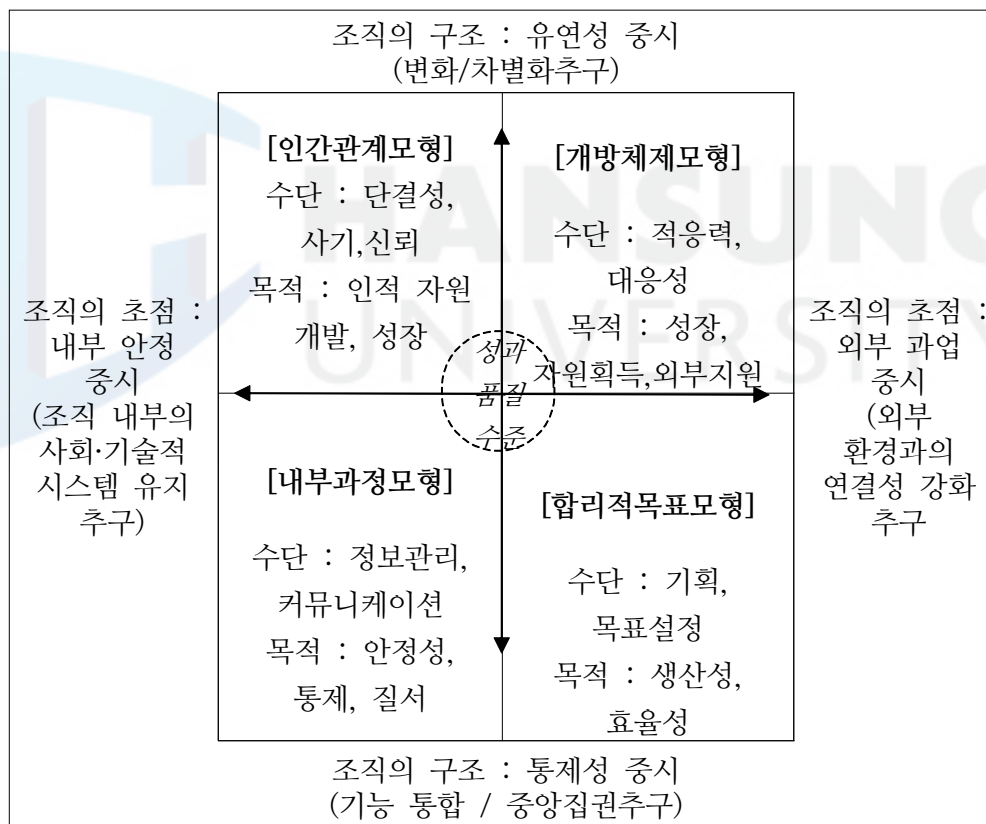 조직의 구조 : 유연성 중시
(변화/차별화추구)
[인간관계모형]
수단 : 단결성,
사기,신뢰
목적 : 인적 자원
개발, 성장
[개방체제모형]
수단 : 적응력,
대응성
목적 : 성장,
자원획득,외부지원
조직의 초점 :
내부 안정
중시
(조직 내부의
사회·기술적
시스템 유지
추구)
성과
품질
수준
조직의 초점 :
외부 과업
중시
(외부
환경과의
연결성 강화
추구
[내부과정모형]
수단 : 정보관리,
커뮤니케이션
목적 : 안정성,
통제, 질서
[합리적목표모형]
수단 : 기획,
목표설정
목적 : 생산성,
효율성
조직의 구조 : 통제성 중시
(기능 통합 / 중앙집권추구)
HANSUNG
UNIVERSITY